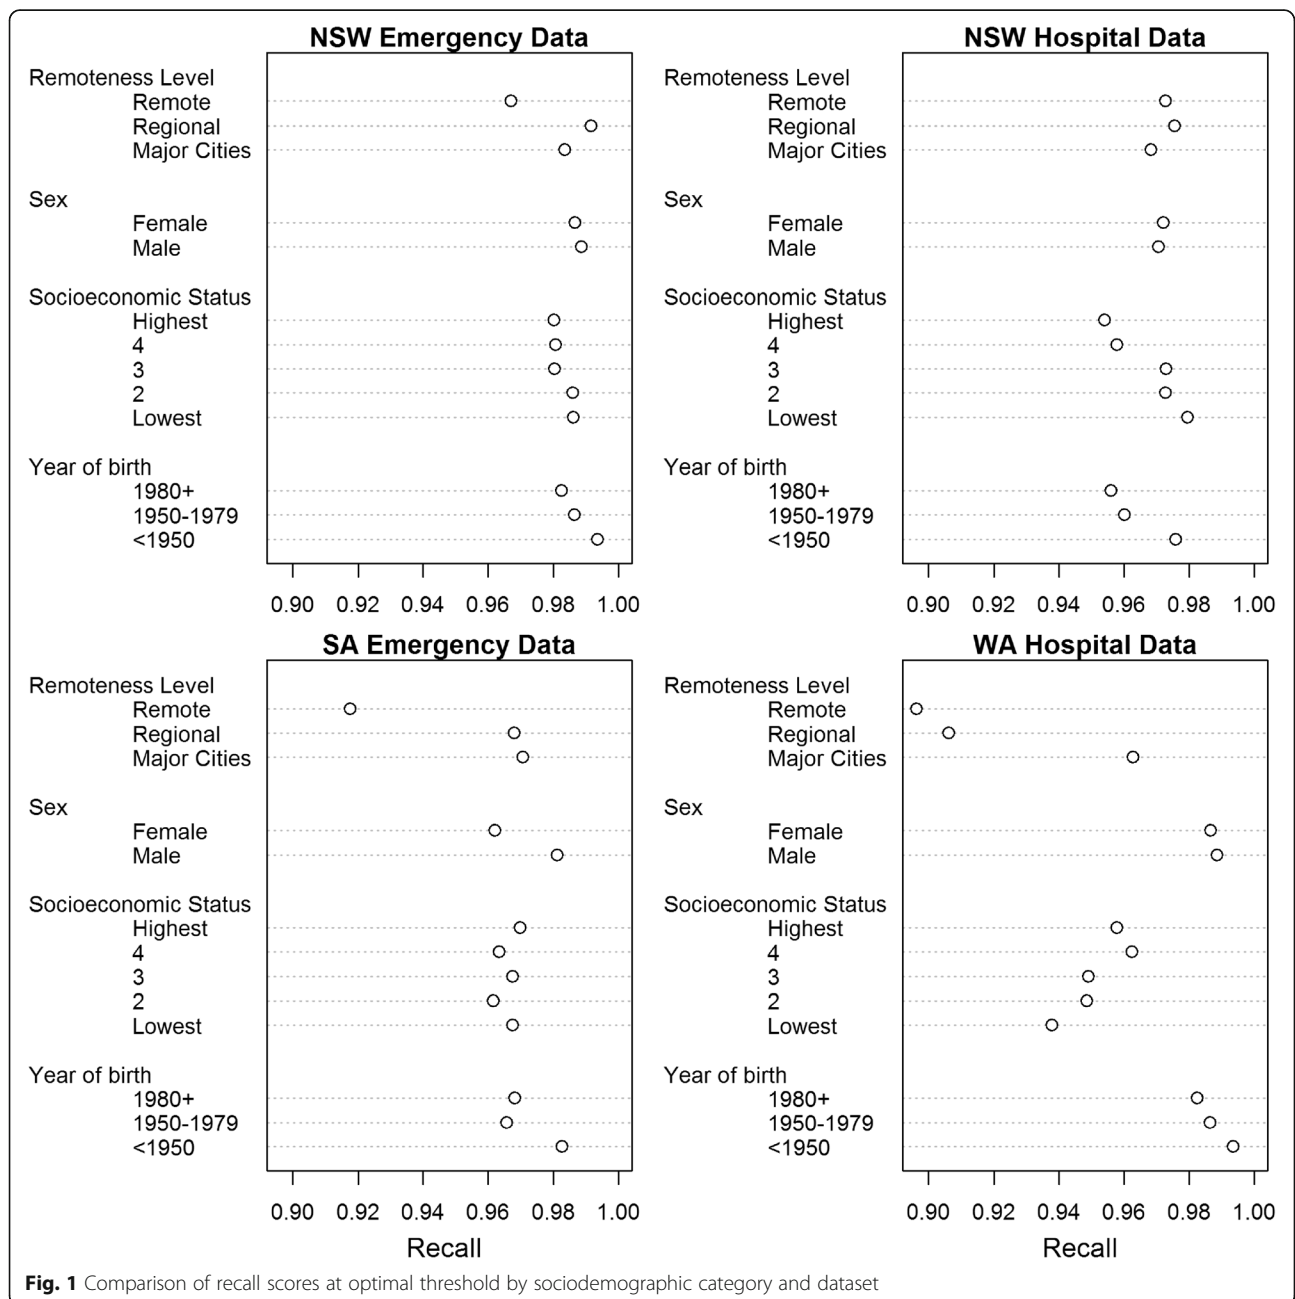 NSW Emergency Data
Remoteness Level
Remote
Regional
Major Cities
Sex
Female
Male
Socioeconomic Status
Highest
4
3
2
Lowest
Year of birth
1980+
1950-1979
<1950
0.90 0.92 0.94 0.96 0.98 1.00
NSW Hospital Data
Remoteness Level
Remote
Regional
Major Cities
Sex
Female
Male
Socioeconomic Status
Highest
4
3
2
Lowest
Year of birth
1980+
1950-1979
<1950
0.90 0.92 0.94 0.96 0.98 1.00
SA Emergency Data
Remoteness Level
Remote
Regional
Major Cities
Sex
Female
Male
Socioeconomic Status
Highest
4
3
2
Lowest
Year of birth
1980+
1950-1979
<1950
0.90 0.92 0.94 0.96 0.98 1.00
Recall
WA Hospital Data
Remoteness Level
Remote
Regional
Major Cities
Sex
Female
Male
Socioeconomic Status
Highest
4
3
2
Lowest
Year of birth
1980+
1950-1979
<1950
0.90 0.92 0.94 0.96 0.98 1.00
Recall
Fig. 1 Comparison of recall scores at optimal threshold by sociodemographic category and dataset